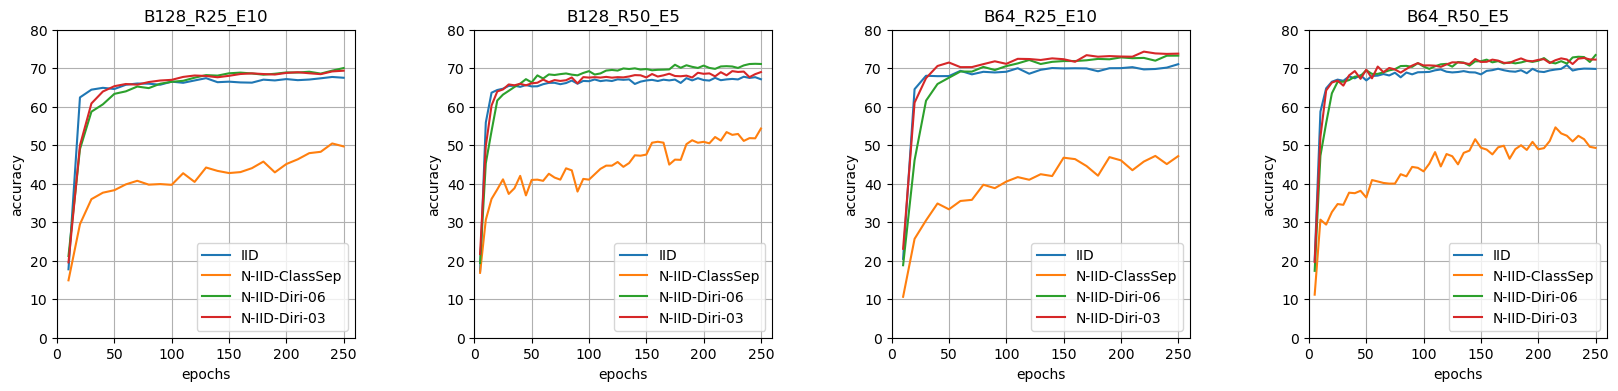 B128_R25_E10
accuracy
80
70
60
50
40
30
20
10
0
IID
N-IID-ClassSep
N-IID-Diri-06
N-IID-Diri-03
0 50 100 150 200 250
epochs
B128_R50_E5
accuracy
80
70
60
50
40
30
20
10
0
IID
N-IID-ClassSep
N-IID-Diri-06
N-IID-Diri-03
0 50 100 150 200 250
epochs
B64_R25_E10
accuracy
80
70
60
50
40
30
20
10
0
IID
N-IID-ClassSep
N-IID-Diri-06
N-IID-Diri-03
0 50 100 150 200 250
epochs
B64_R50_E5
accuracy
80
70
60
50
40
30
20
10
0
IID
N-IID-ClassSep
N-IID-Diri-06
N-IID-Diri-03
0 50 100 150 200 250
epochs